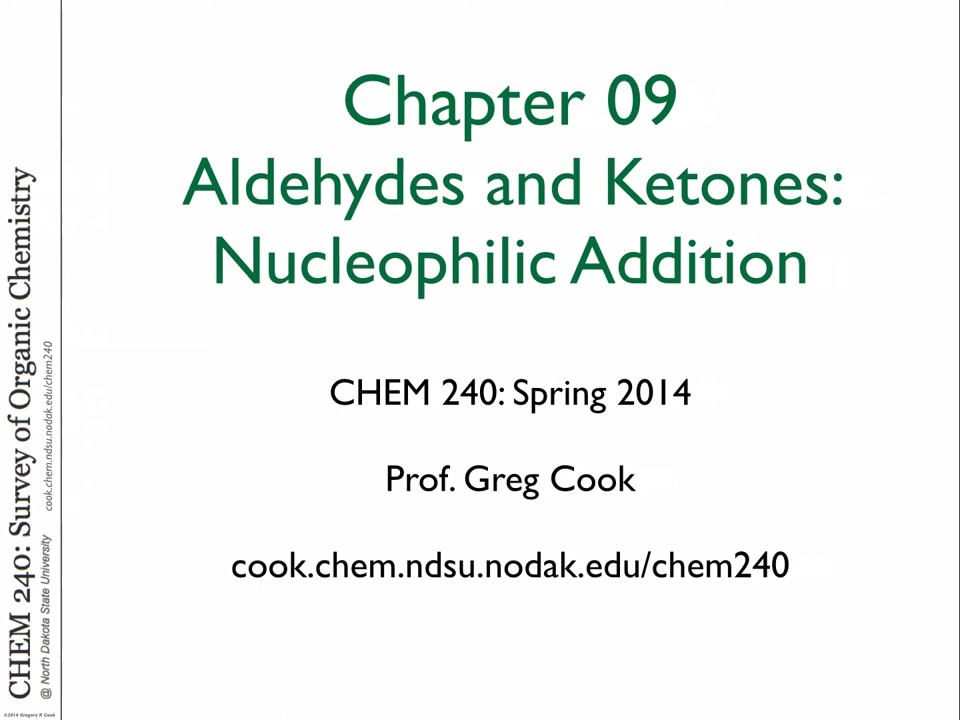 Chapter 09
Aldehydes and Ketones:
Nucleophilic Addition
CHEM 240: Spring 2014
Prof. Greg Cook
cook.chem.ndsu.nodak.edu/chem240
CHEM 240: Survey of Organic Chemistry
@ North Dakota State University
cook.chem.ndsu.nodak.edu/chem240
©2014 Gregory R Cook